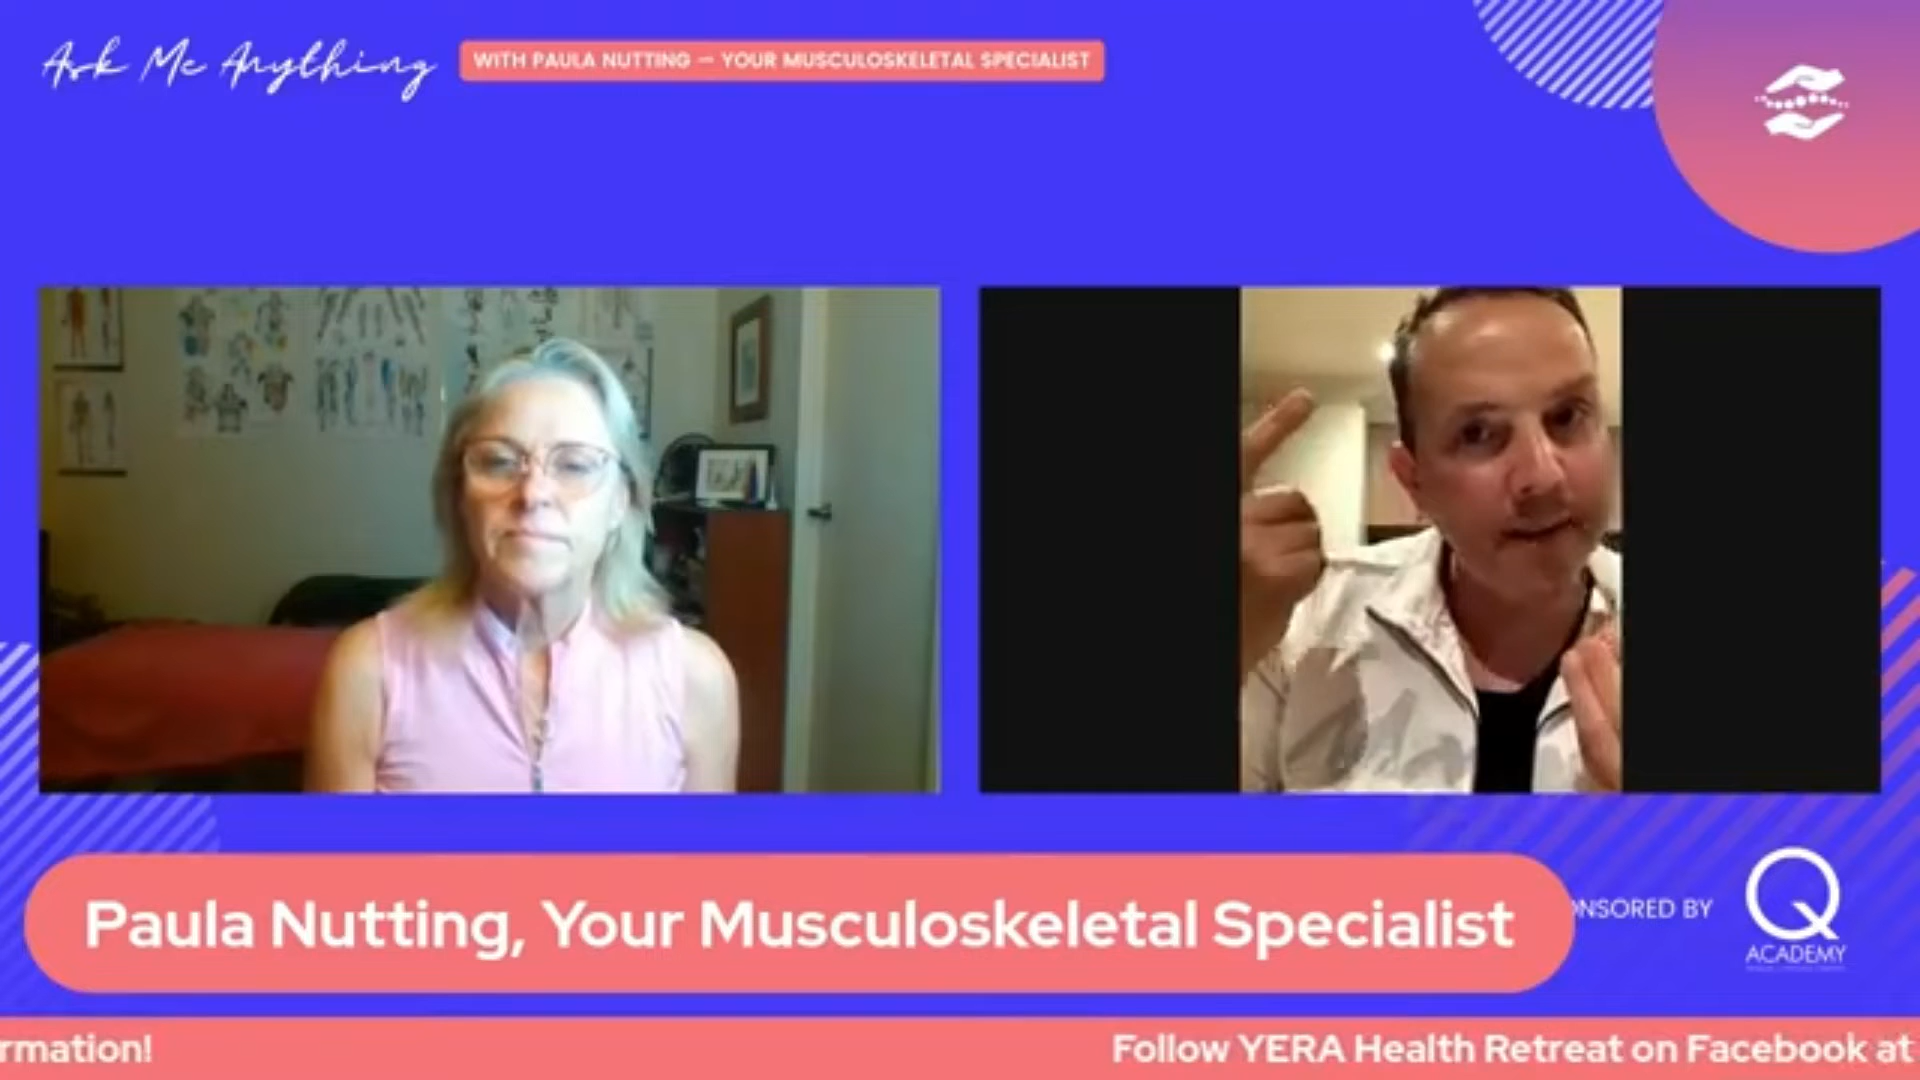 Ask Me Anything
WITH PAULA NUTTING — YOUR MUSCULOSKELETAL SPECIALIST
Paula Nutting, Your Musculoskeletal Specialist
ONSORED BY
Q
ACADEMY
rmation!
Follow YERA Health Retreat on Facebook at